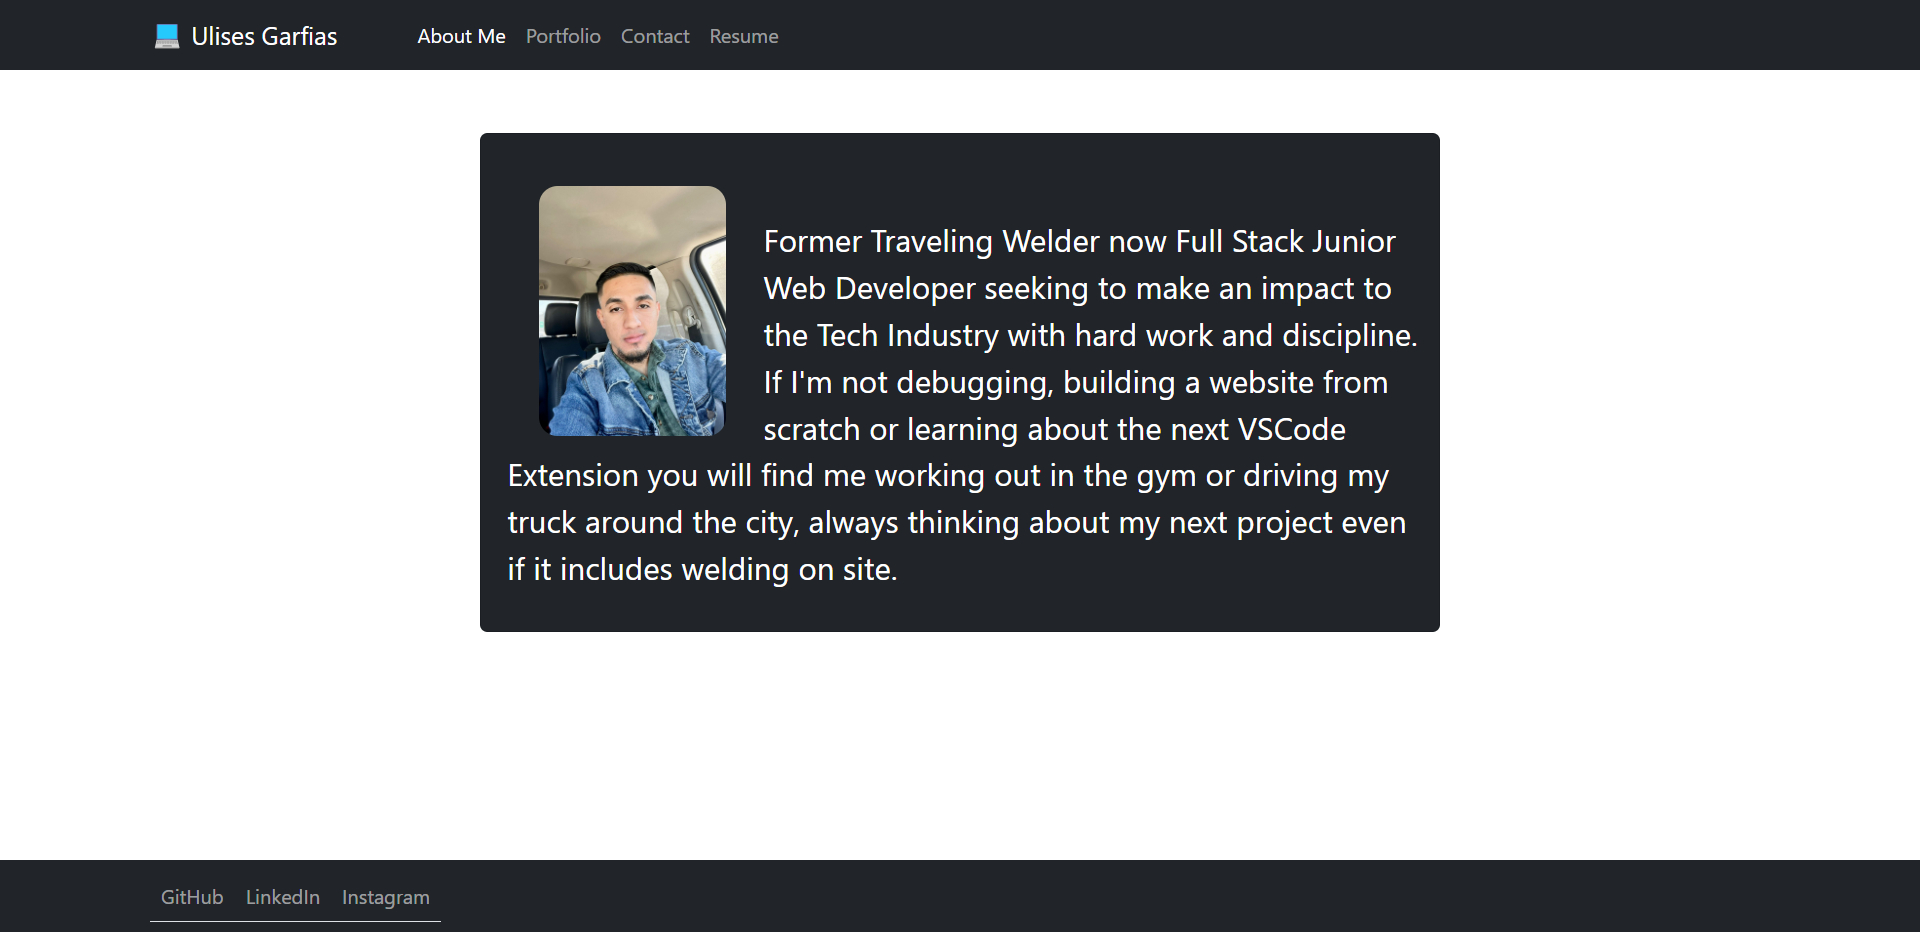 Ulises Garfias
About Me Portfolio Contact Resume
Former Traveling Welder now Full Stack Junior
Web Developer seeking to make an impact to
the Tech Industry with hard work and discipline.
If I'm not debugging, building a website from
scratch or learning about the next VSCode
Extension you will find me working out in the gym or driving my
truck around the city, always thinking about my next project even
if it includes welding on site.
GitHub LinkedIn Instagram